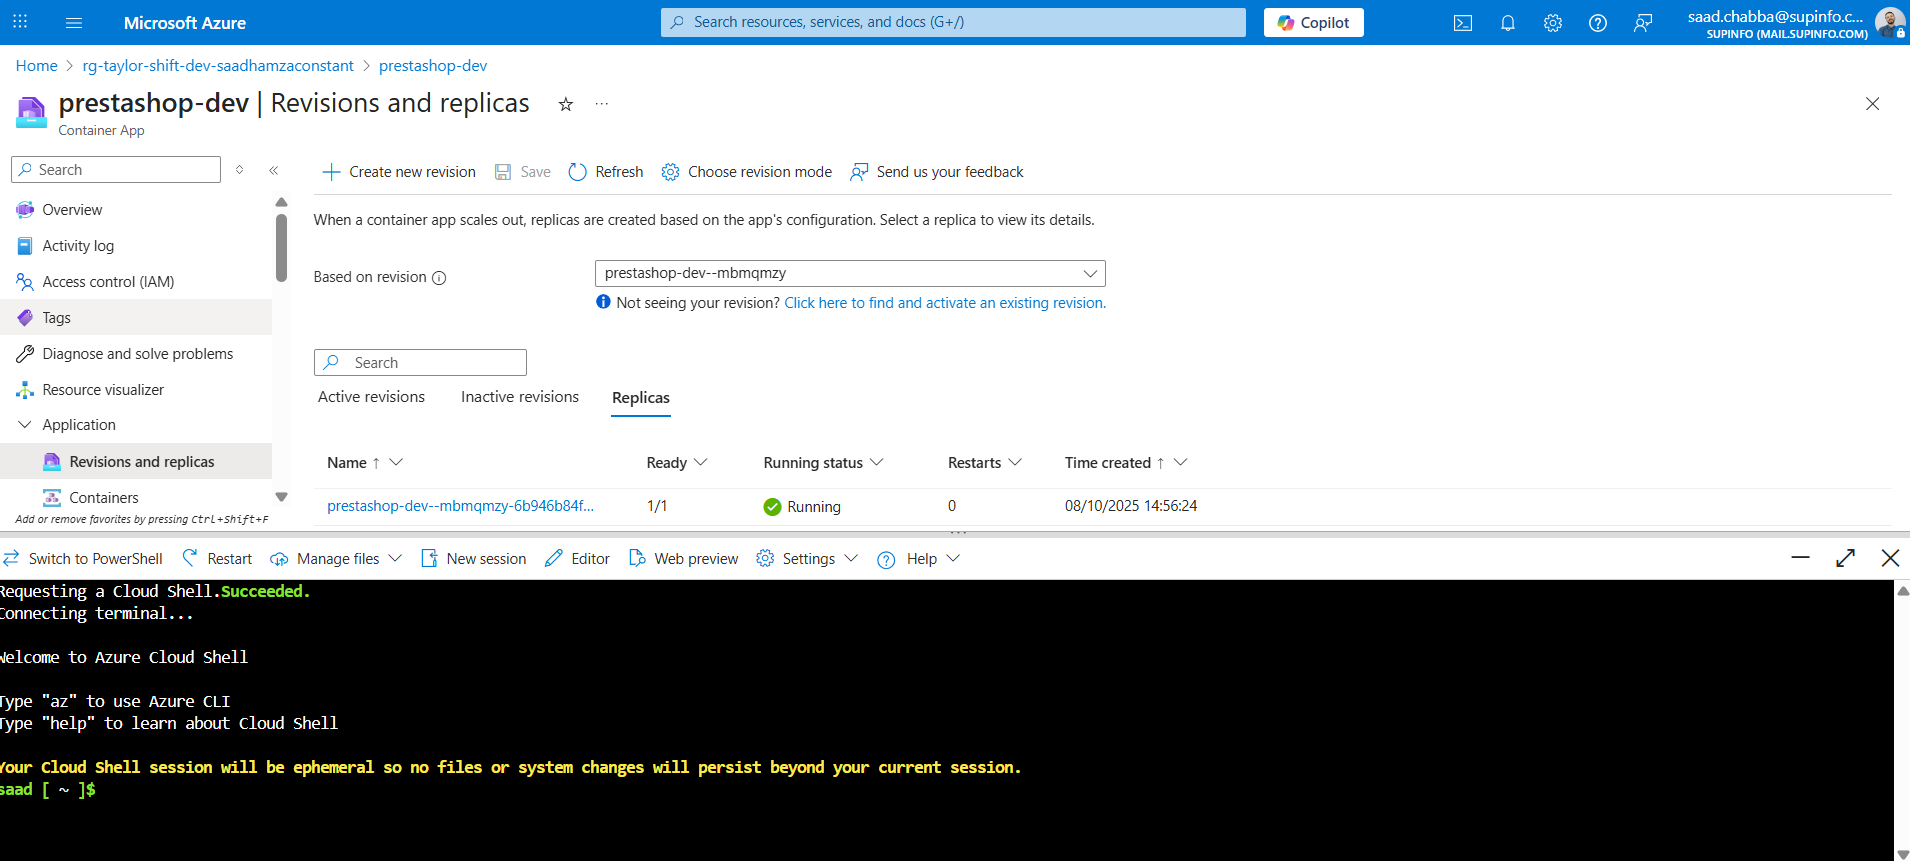 Microsoft Azure
Search resources, services, and docs (G+/)
Copilot
saad.chabba@supinfo.c...
SUPINFO (MAIL.SUPINFO.COM)
Home > rg-taylor-shift-dev-saadhamzaconstant > prestashop-dev
prestashop-dev | Revisions and replicas
Container App
Search
Overview
Activity log
Access control (IAM)
Tags
Diagnose and solve problems
Resource visualizer
Application
Revisions and replicas
Containers
Add or remove favorites by pressing Ctrl+Shift+F
Create new revision Save Refresh Choose revision mode Send us your feedback
When a container app scales out, replicas are created based on the app's configuration. Select a replica to view its details.
Based on revision prestashop-dev--mbmqmzy
Not seeing your revision? Click here to find and activate an existing revision.
Search
Active revisions Inactive revisions Replicas
Name ↑ Ready Running status Restarts Time created ↑
prestashop-dev--mbmqmzy-6b946b84f... 1/1 Running 0 08/10/2025 14:56:24
Switch to PowerShell Restart Manage files New session Editor Web preview Settings Help
Requesting a Cloud Shell.Succeeded.
Connecting terminal...
Welcome to Azure Cloud Shell
Type "az" to use Azure CLI
Type "help" to learn about Cloud Shell
Your Cloud Shell session will be ephemeral so no files or system changes will persist beyond your current session.
saad [ ~ ]$